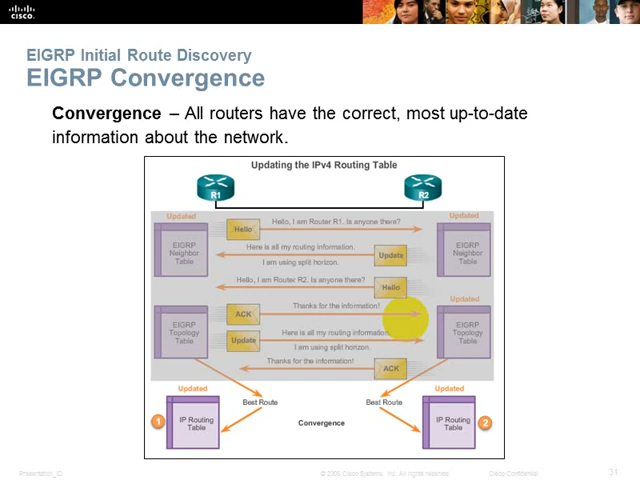 CISCO.
EIGRP Initial Route Discovery
EIGRP Convergence
Convergence – All routers have the correct, most up-to-date
information about the network.
Updating the IPv4 Routing Table
R1
R2
Updated
Updated
Hello, I am Router R1. Is anyone there?
Hello
EIGRP
Neighbor
Table
EIGRP
Neighbor
Table
Here is all my routing information.
Update
I am using split horizon.
Hello, I am Router R2. Is anyone there?
Hello
Updated
Thanks for the information!
ACK
EIGRP
Topology
Table
EIGRP
Topology
Table
Here is all my routing information.
Update
I am using split horizon.
Thanks for the information!
ACK
Updated
Updated
Best Route
Best Route
1
IP Routing
Table
Convergence
IP Routing
Table
2
Presentation_ID
© 2008 Cisco Systems, Inc. All rights reserved.
Cisco Confidential
31